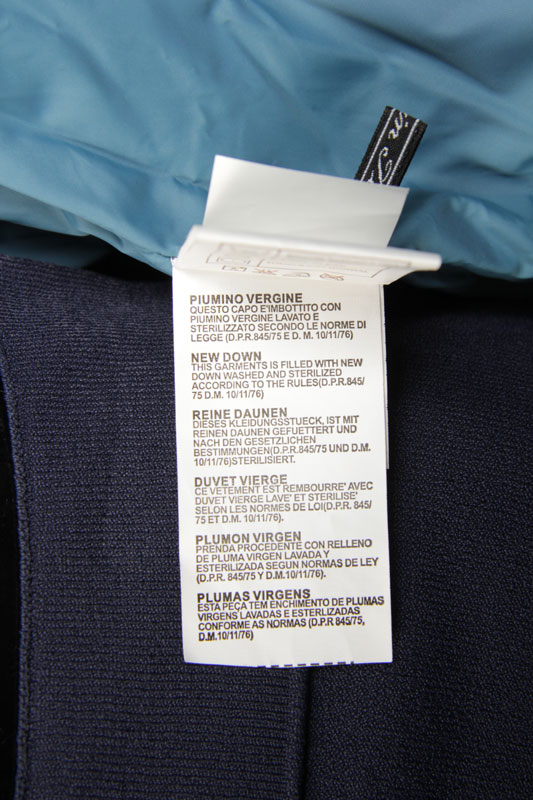 PIUMINO VERGINE
QUESTO CAPO E'IMBOTTITO CON
PIUMINO VERGINE LAVATO E
STERILIZZATO SECONDO LE NORME DI
LEGGE (D.P.R.845/75 E D. M. 10/11/76)
NEW DOWN
THIS GARMENTS IS FILLED WITH NEW
DOWN WASHED AND STERILIZED
ACCORDING TO THE RULES(D.P.R.845/
75 D.M. 10/11/76)
REINE DAUNEN
DIESES KLEIDUNGSSTUECK, IST MIT
REINEN DAUNEN GEFUETTERT UND
NACH DEN GESETZLICHEN
BESTIMMUNGEN(D.P.R.845/75 UND D.M.
10/11/76)STERILISIERT.
DUVET VIERGE
CE VETEMENT EST REMBOURRE' AVEC
DUVET VIERGE LAVE' ET STERILISE'
SELON LES NORMES DE LOI(D.P.R. 845/
75 ET D.M. 10/11/76).
PLUMON VIRGEN
PRENDA PROCEDENTE CON RELLENO
DE PLUMA VIRGEN LAVADA Y
ESTERILIZADA SEGUN NORMAS DE LEY
(D.P.R. 845/75 Y D.M.10/11/76).
PLUMAS VIRGENS
ESTA PEÇA TEM ENCHIMENTO DE PLUMAS
VIRGENS LAVADAS E ESTERLIZADAS
CONFORME AS NORMAS (D.P.R 845/75,
D.M.10/11/76)